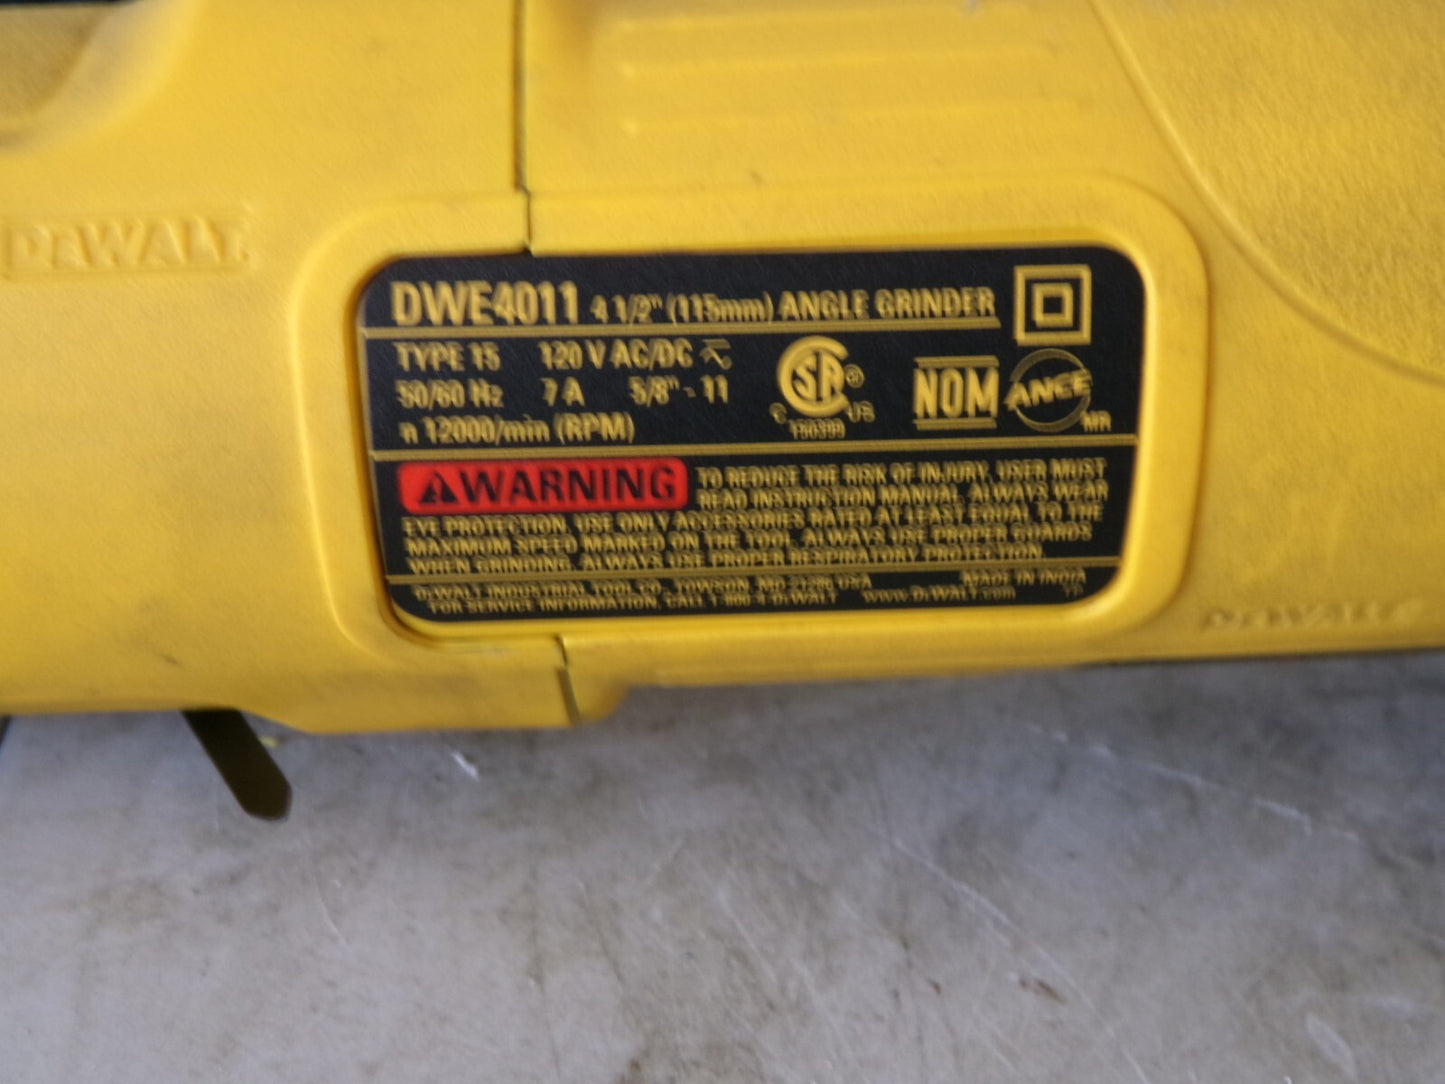 DEWALT
DWE4011 4 1/2" (115mm) ANGLE GRINDER
TYPE 15 120 V AC/DC
50/60 Hz 7 A 5/8" - 11
n 12000/min (RPM)
CSA ®
C US
NOM
ANCE
MR
WARNING TO REDUCE THE RISK OF INJURY, USER MUST
READ INSTRUCTION MANUAL. ALWAYS WEAR
EYE PROTECTION. USE ONLY ACCESSORIES RATED AT LEAST EQUAL TO THE
MAXIMUM SPEED MARKED ON THE TOOL. ALWAYS USE PROPER GUARDS
WHEN GRINDING. ALWAYS USE PROPER RESPIRATORY PROTECTION.
DEWALT INDUSTRIAL TOOL CO., TOWSON, MD 21286 USA MADE IN INDIA
FOR SERVICE INFORMATION, CALL 1-800-4-DEWALT www.DEWALT.com
DEWALT